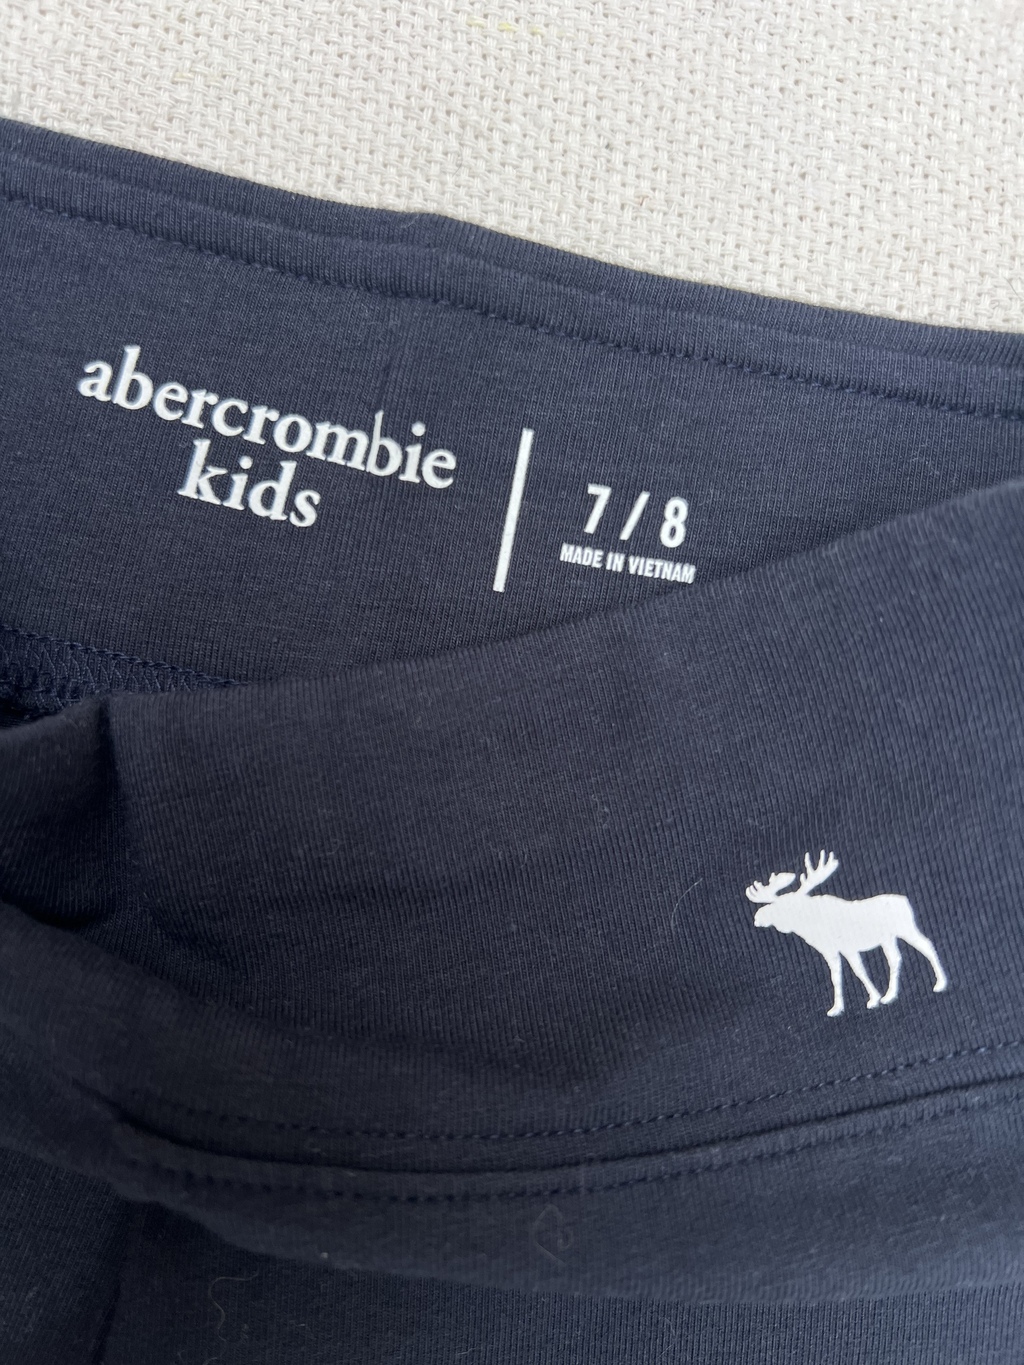 abercrombie
kids
7 / 8
MADE IN VIETNAM